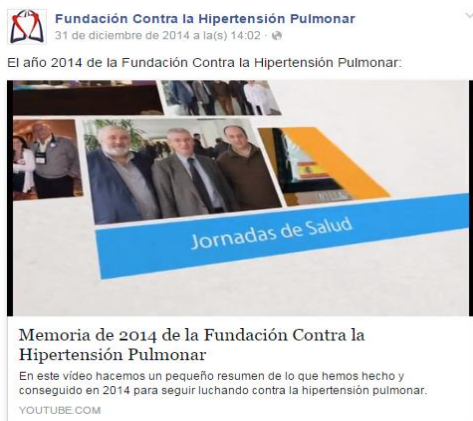 Fundación Contra la Hipertensión Pulmonar
31 de diciembre de 2014 a la(s) 14:02 ·
El año 2014 de la Fundación Contra la Hipertensión Pulmonar:
Jornadas de Salud
Memoria de 2014 de la Fundación Contra la
Hipertensión Pulmonar
En este vídeo hacemos un pequeño resumen de lo que hemos hecho y
conseguido en 2014 para seguir luchando contra la hipertensión pulmonar.
YOUTUBE.COM